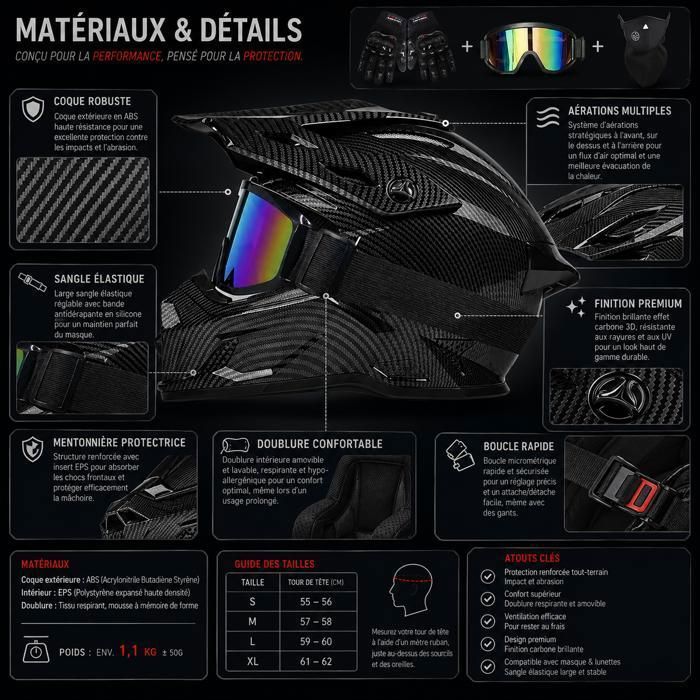 MATÉRIAUX & DÉTAILS
CONÇU POUR LA PERFORMANCE, PENSÉ POUR LA PROTECTION.
+
+
COQUE ROBUSTE
Coque extérieure en ABS
haute résistance pour une
excellente protection contre
les impacts et l'abrasion.
AÉRATIONS MULTIPLES
Système d'aérations
stratégiques à l'avant, sur
le dessus et à l'arrière pour
un flux d'air optimal et une
meilleure évacuation de
la chaleur.
SANGLE ÉLASTIQUE
Large sangle élastique
réglable avec bande
antidérapante en silicone
pour un maintien parfait
du masque.
FINITION PREMIUM
Finition brillante effet
carbone 3D, résistante
aux rayures et aux UV
pour un look haut de
gamme durable.
MENTONNIÈRE PROTECTRICE
Structure renforcée avec
insert EPS pour absorber
les chocs frontaux et
protéger efficacement
la mâchoire.
DOUBLURE CONFORTABLE
Doublure intérieure amovible
et lavable, respirante et hypo-
allergénique pour un confort
optimal, même lors d'un
usage prolongé.
BOUCLE RAPIDE
Boucle micrométrique
rapide et sécurisée
pour un réglage précis
et un attache/détache
facile, même avec
des gants.
MATÉRIAUX
Coque extérieure : ABS (Acrylonitrile Butadiène Styrène)
Intérieur : EPS (Polystyrène expansé haute densité)
Doublure : Tissu respirant, mousse à mémoire de forme
POIDS : ENV. 1,1 KG ± 50G
GUIDE DES TAILLES
TAILLE TOUR DE TÊTE (CM)
S 55 – 56
M 57 – 58
L 59 – 60
XL 61 – 62
Mesurez votre tour de tête
à l'aide d'un mètre ruban,
juste au-dessus des sourcils
et des oreilles.
ATOUTS CLÉS
Protection renforcée tout-terrain
Impact et abrasion
Confort supérieur
Doublure respirante et amovible
Ventilation efficace
Pour rester au frais
Design premium
Finition carbone brillante
Compatible avec masque & lunettes
Sangle élastique large et stable